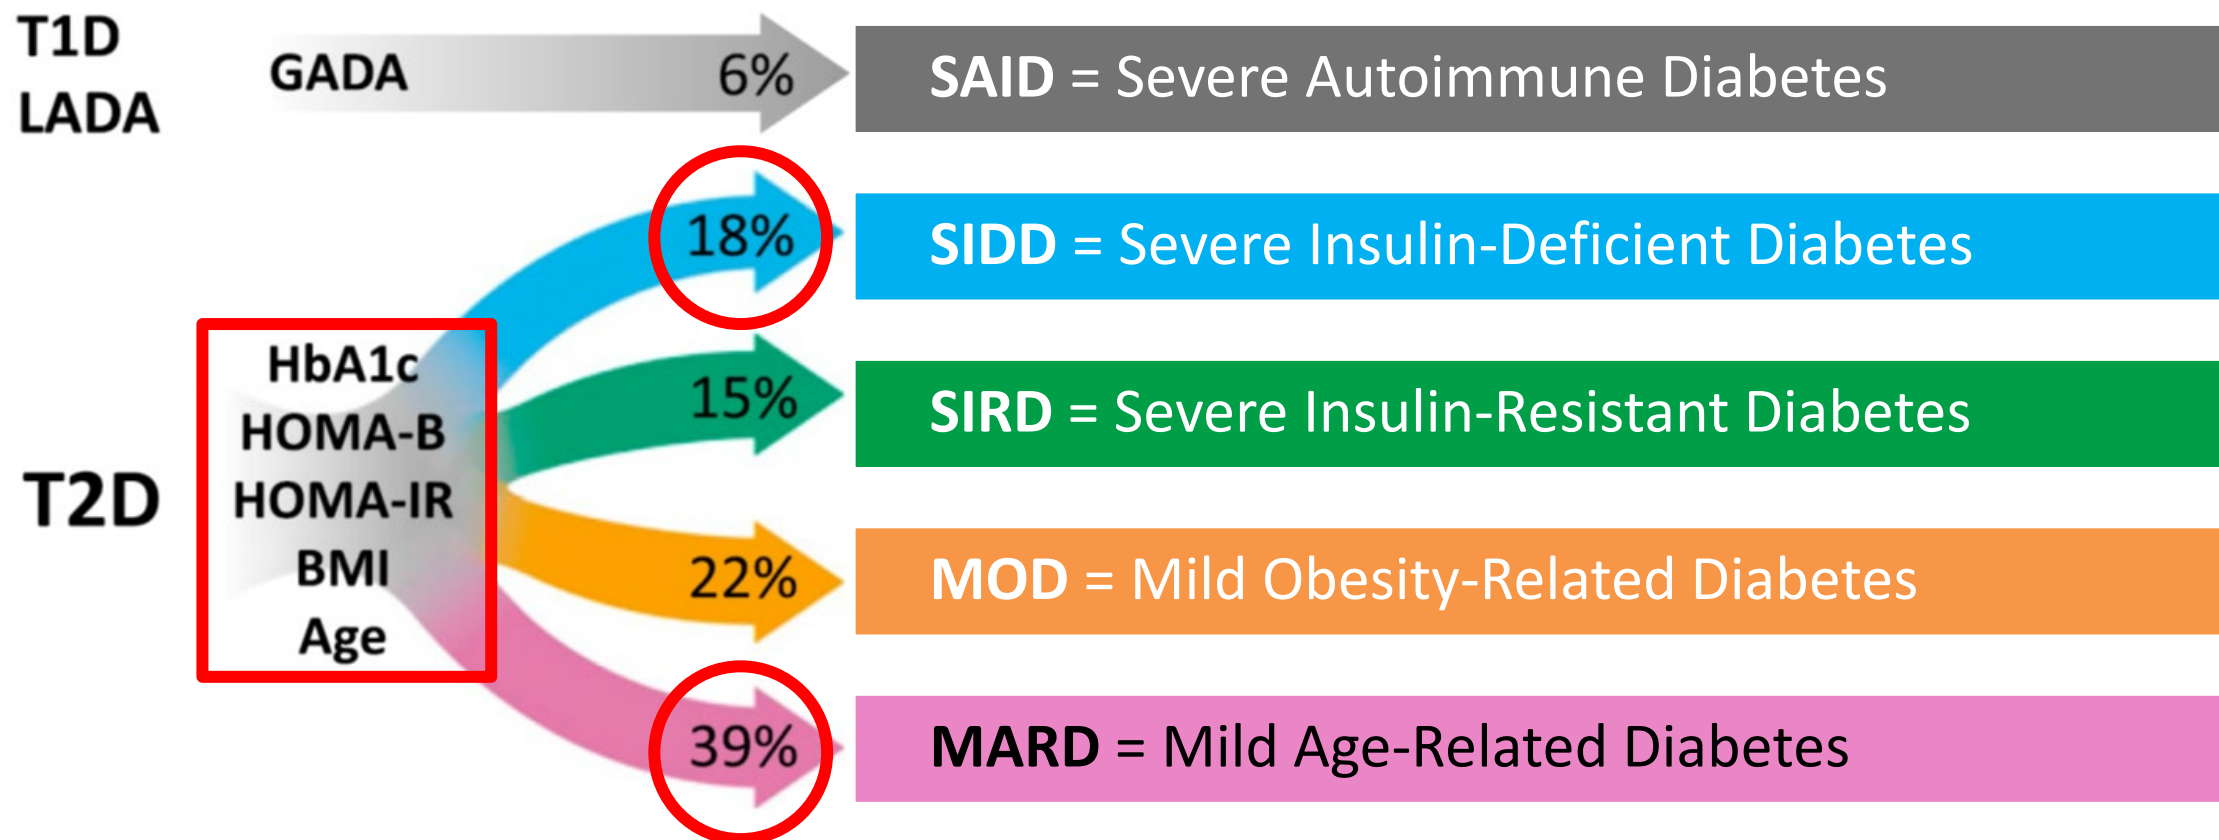 T1D
LADA
GADA
6%
SAID = Severe Autoimmune Diabetes
18%
SIDD = Severe Insulin-Deficient Diabetes
15%
SIRD = Severe Insulin-Resistant Diabetes
T2D
HbA1c
HOMA-B
HOMA-IR
BMI
Age
22%
MOD = Mild Obesity-Related Diabetes
39%
MARD = Mild Age-Related Diabetes